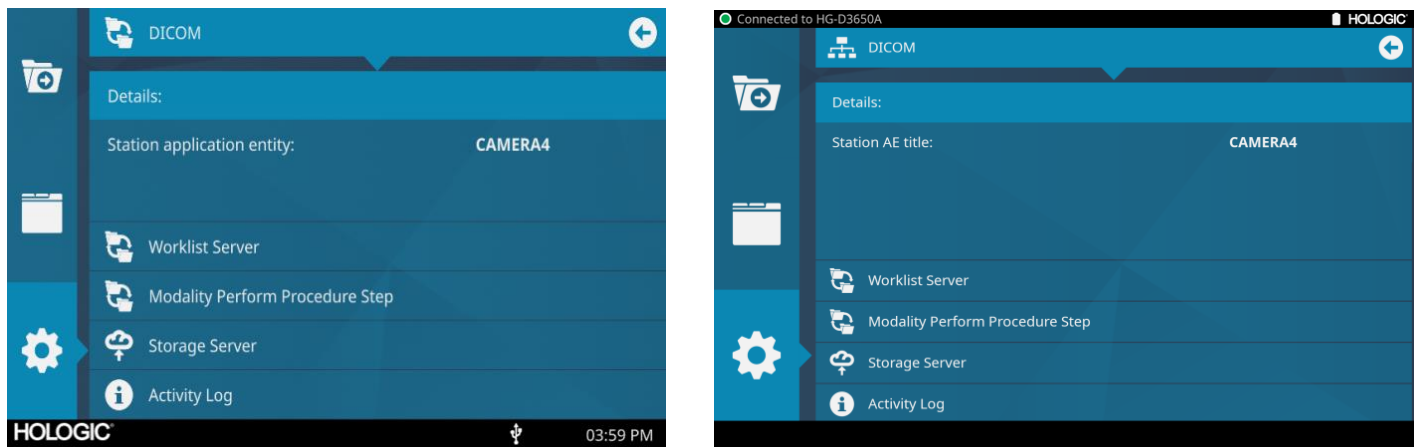 DICOM
Details:
Station application entity: CAMERA4
Worklist Server
Modality Perform Procedure Step
Storage Server
Activity Log
HOLOGIC 03:59 PM
Connected to HG-D3650A HOLOGIC
DICOM
Details:
Station AE title: CAMERA4
Worklist Server
Modality Perform Procedure Step
Storage Server
Activity Log